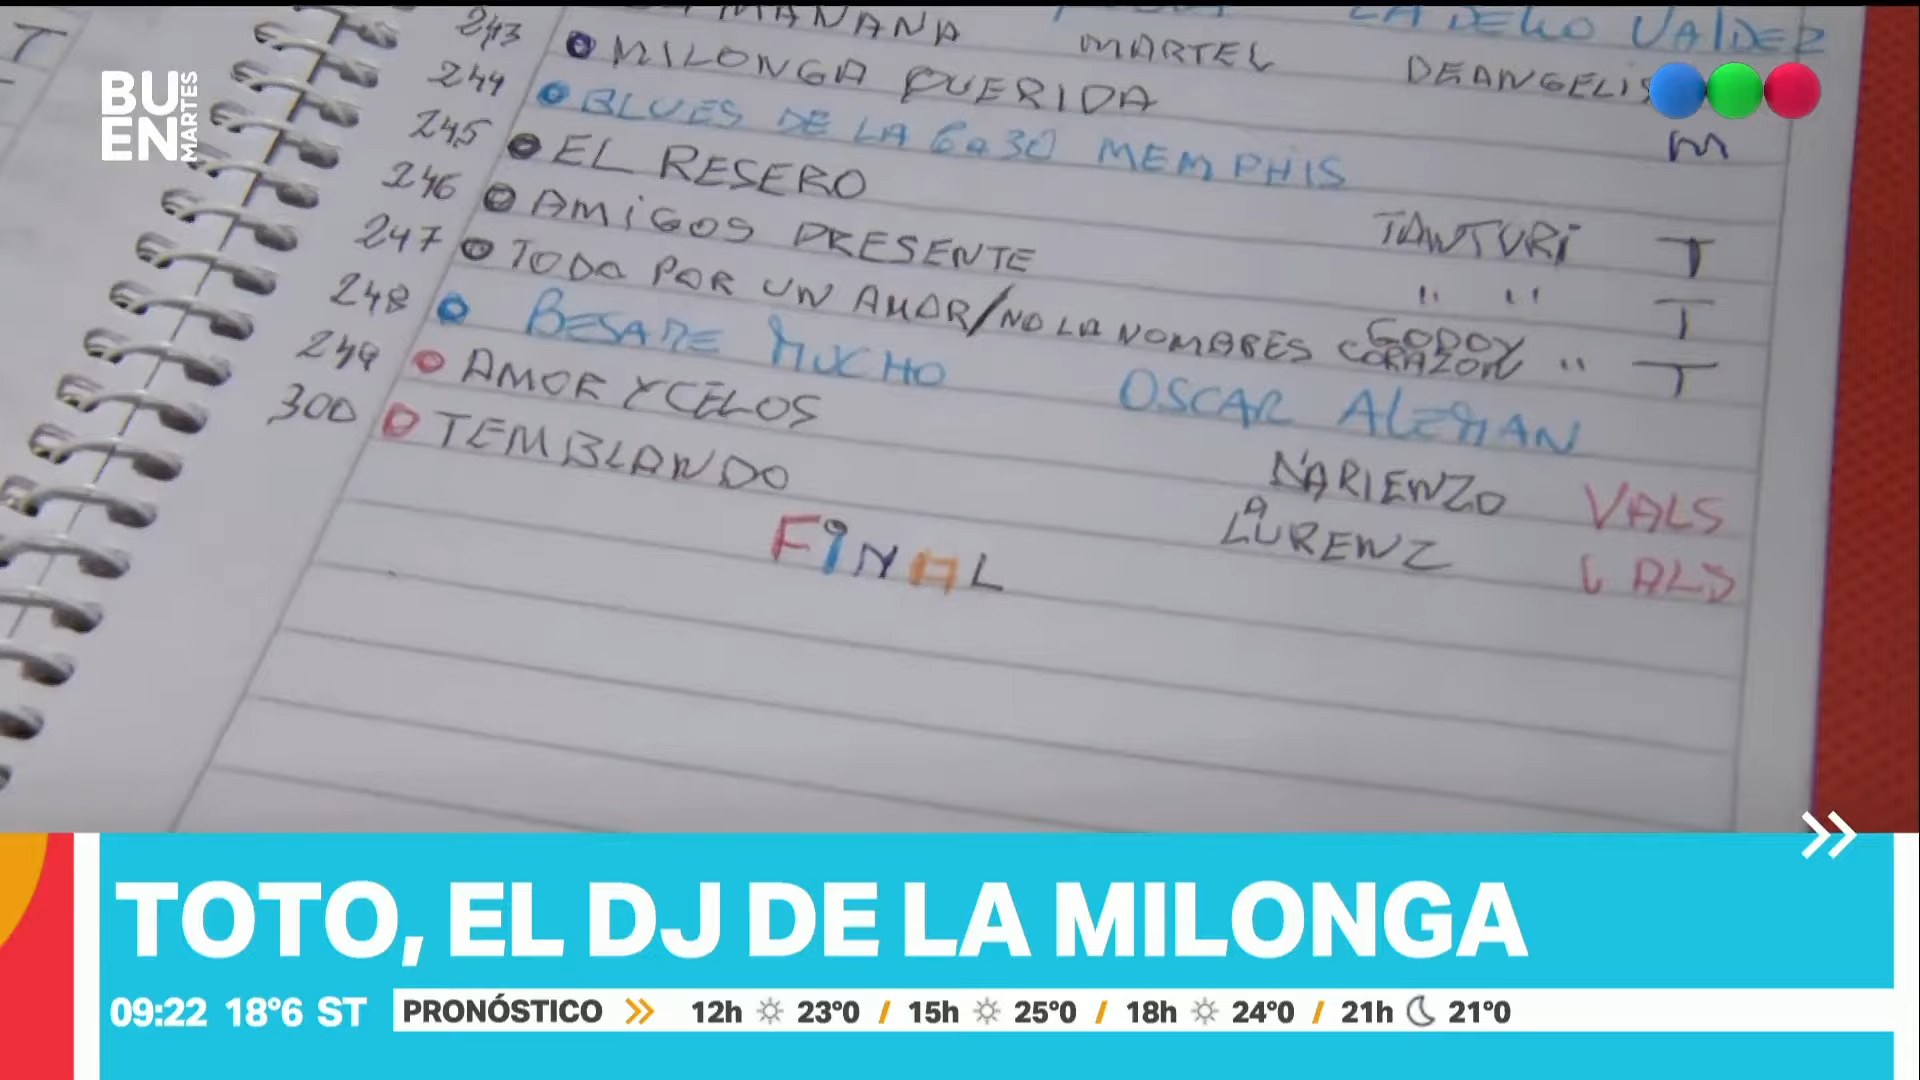 MAÑANA LADELIO VALDEZ
243 MILONGA QUERIDA MARTEL DEANGELIS M
244 BLUES DE LA 6 Y 30 MEMPHIS
245 EL RESERO TANTURI T
246 AMIGOS PRESENTE " " T
247 TODO POR UN AMOR/NO LA NOMBRES CORAZON GODOY " T
248 BESAME MUCHO OSCAR ALEMAN
249 AMOR Y CELOS D'ARIENZO VALS
300 TEMBLANDO LAURENZ VALS
FINAL
T
BUEN MARTES
TOTO, EL DJ DE LA MILONGA
09:22 18°6 ST PRONÓSTICO 12h 23°0 / 15h 25°0 / 18h 24°0 / 21h 21°0